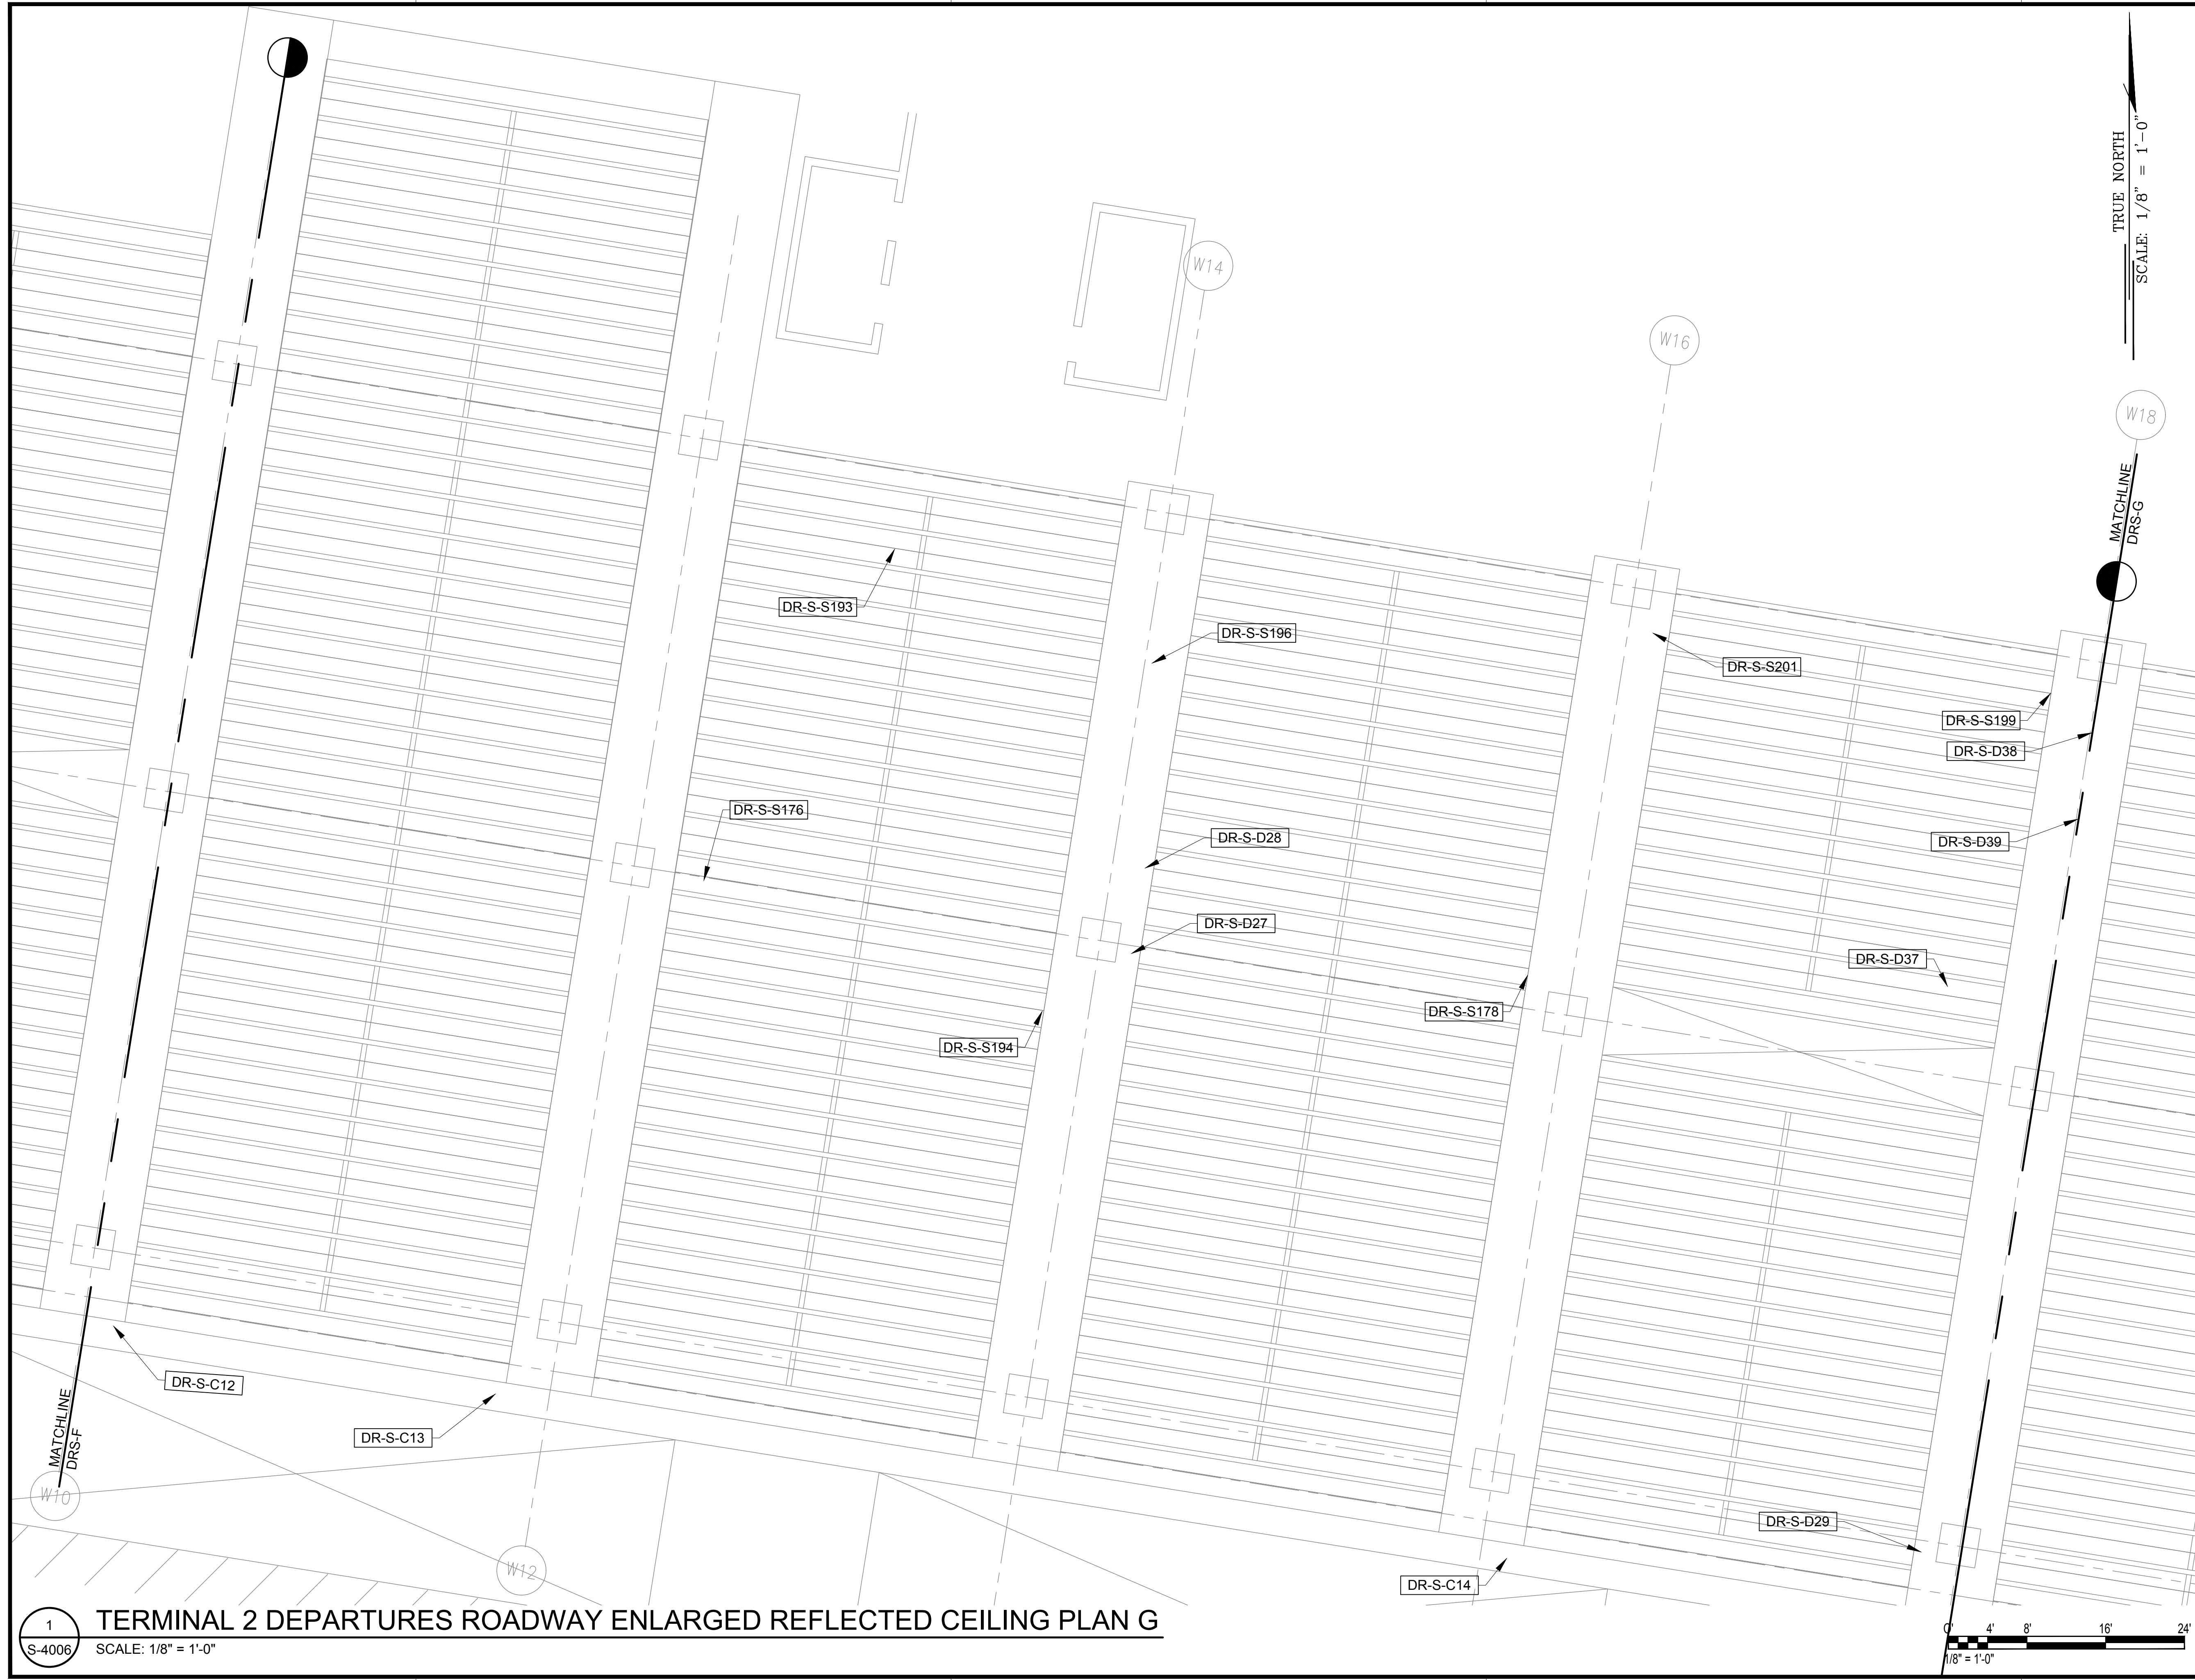 TRUE NORTH
SCALE: 1/8" = 1'-0"
W14
W16
W18
MATCHLINE
DRS-G
DR-S-S193
DR-S-S196
DR-S-S201
DR-S-S199
DR-S-D38
DR-S-S176
DR-S-D28
DR-S-D39
DR-S-D27
DR-S-D37
DR-S-S178
DR-S-S194
DR-S-C12
DR-S-C13
MATCHLINE
DRS-F
W10
DR-S-D29
W12
DR-S-C14
1
S-4006
TERMINAL 2 DEPARTURES ROADWAY ENLARGED REFLECTED CEILING PLAN G
SCALE: 1/8" = 1'-0"
0' 4' 8' 16' 24'
1/8" = 1'-0"